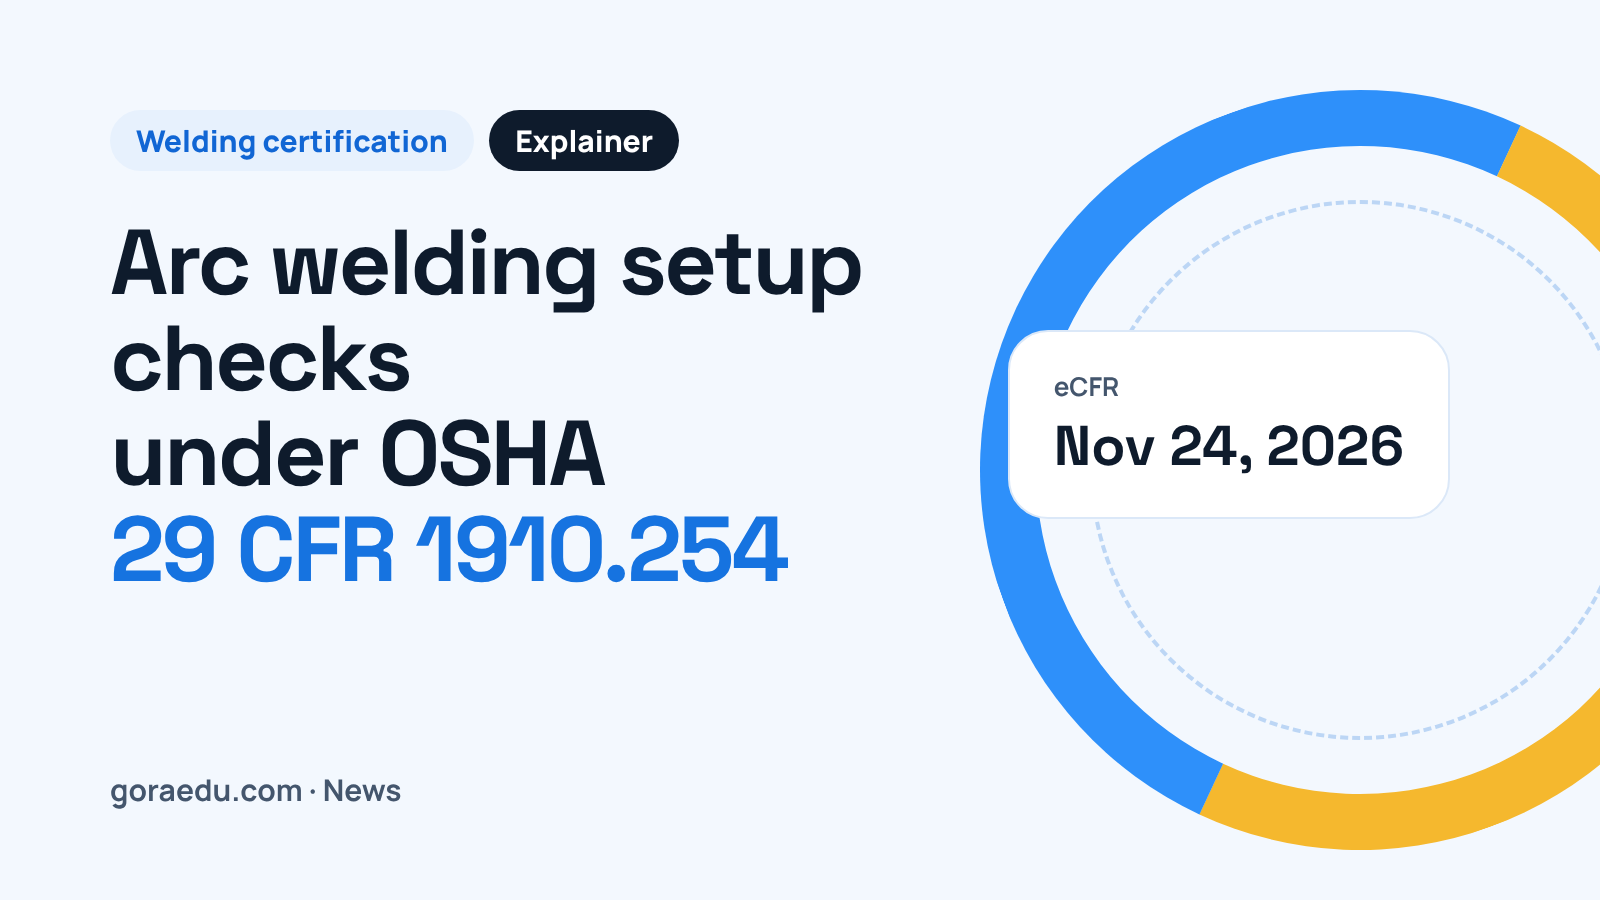 Welding certification
Explainer
Arc welding setup
checks
under OSHA
29 CFR 1910.254
eCFR
Nov 24, 2026
goraedu.com · News